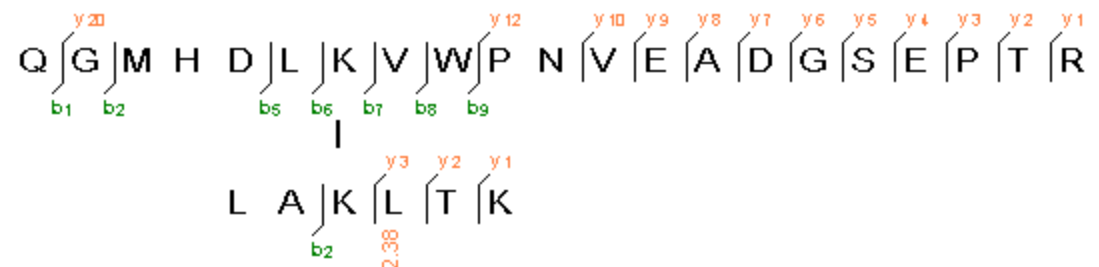 y20 y12 y10 y9 y8 y7 y6 y5 y4 y3 y2 y1
Q G M H D L K V W P N V E A D G S E P T R
b1 b2 b5 b6 b7 b8 b9
y3 y2 y1
L A K L T K
b2
2.38